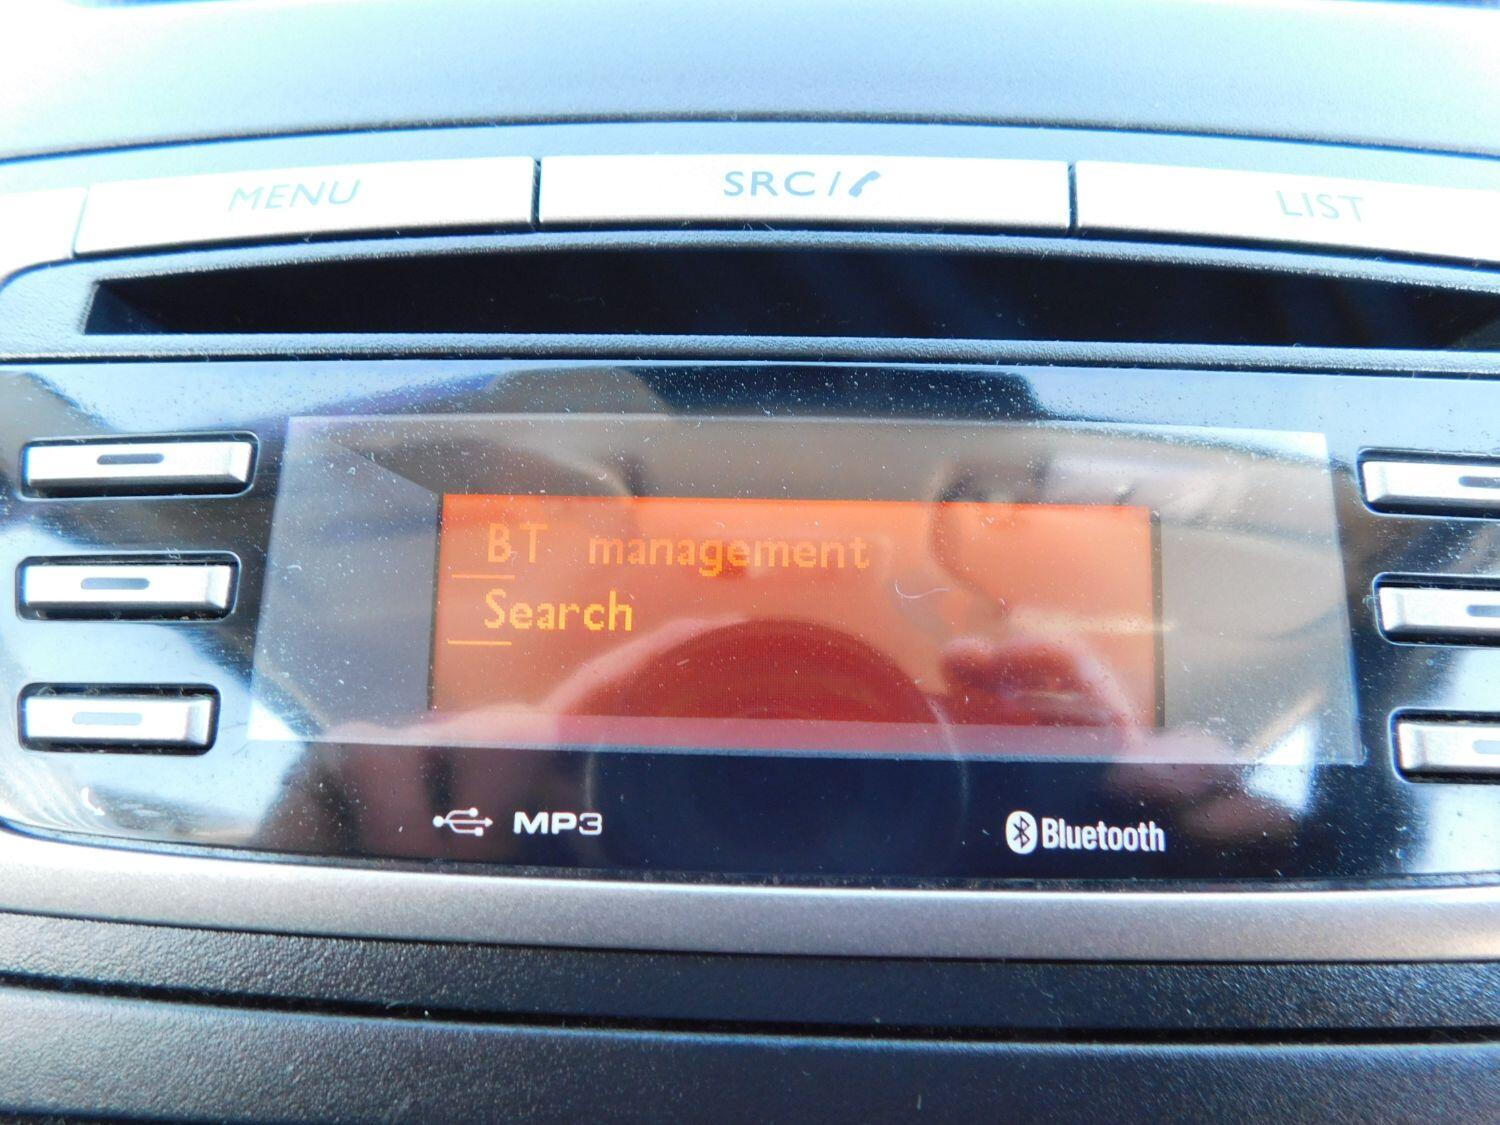 MENU
SRC/
LIST
BT management
Search
MP3
Bluetooth